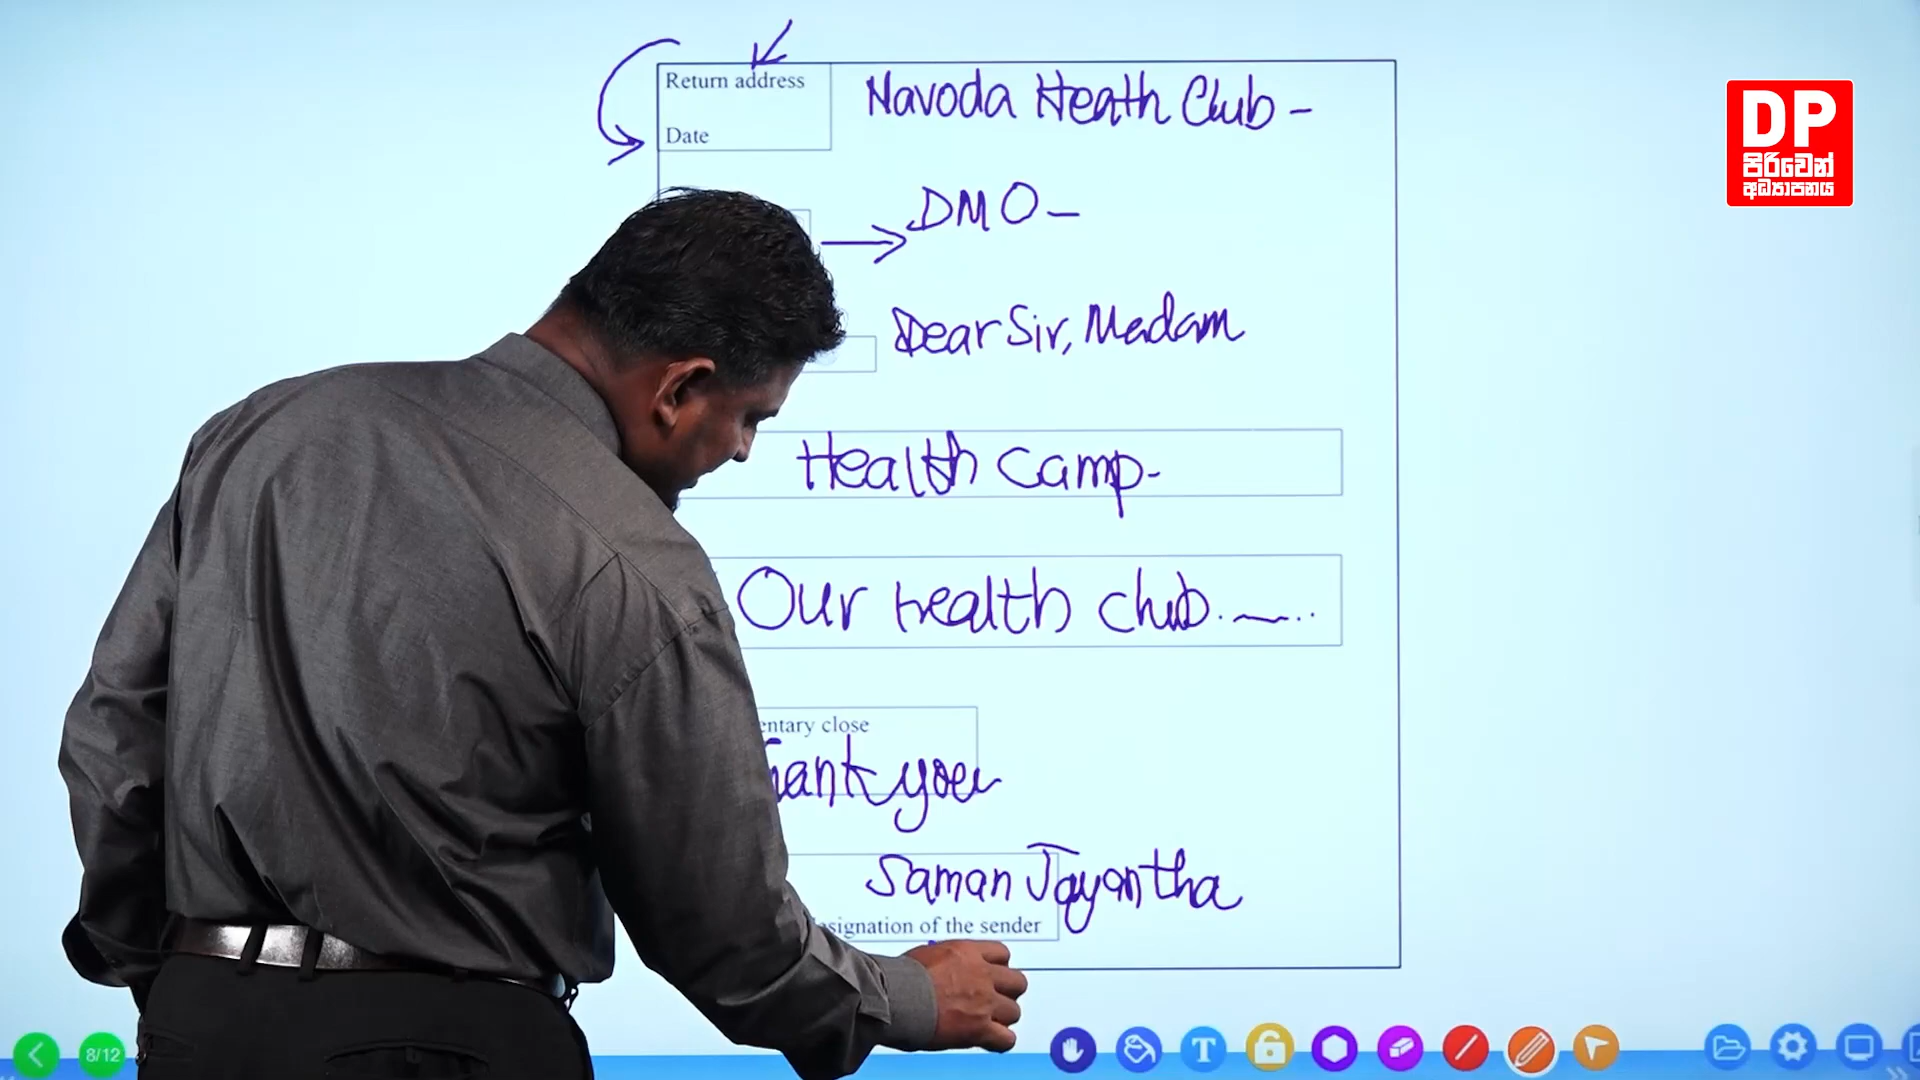 Return address
Navoda Heath Club -
Date
DMO -
Dear Sir, Madam
Health Camp -
Our Health club.
entary close
hank you
Saman Jayantha
signation of the sender
8/12
T
DP
පිරිවෙන්
අධ්‍යාපනය